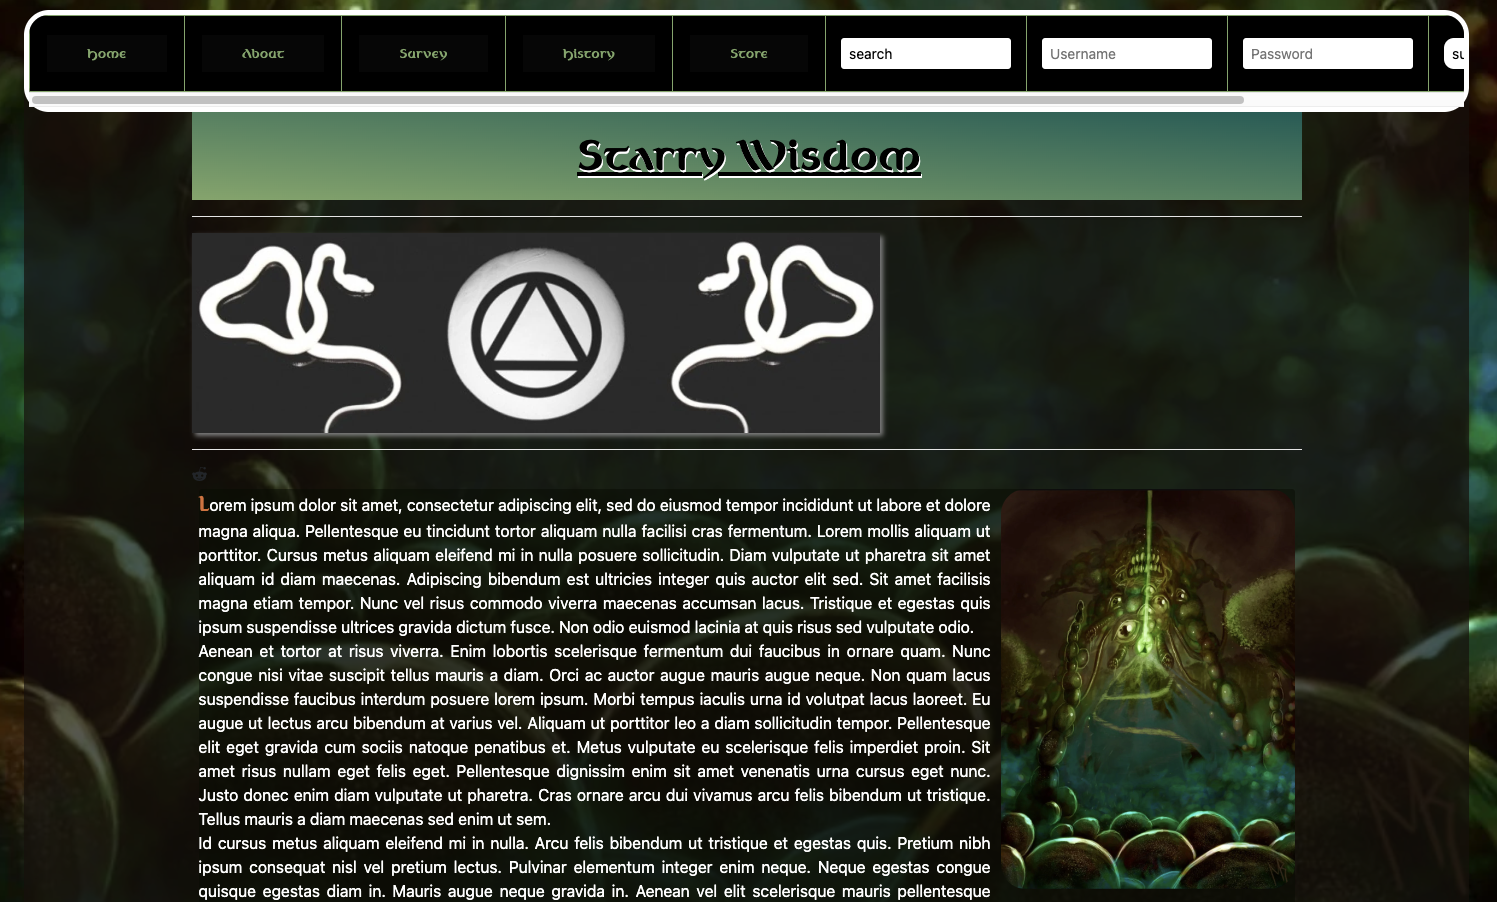 Home
About
Survey
History
Store
search
Username
Password
su
Starry Wisdom
Lorem ipsum dolor sit amet, consectetur adipiscing elit, sed do eiusmod tempor incididunt ut labore et dolore
magna aliqua. Pellentesque eu tincidunt tortor aliquam nulla facilisi cras fermentum. Lorem mollis aliquam ut
porttitor. Cursus metus aliquam eleifend mi in nulla posuere sollicitudin. Diam vulputate ut pharetra sit amet
aliquam id diam maecenas. Adipiscing bibendum est ultricies integer quis auctor elit sed. Sit amet facilisis
magna etiam tempor. Nunc vel risus commodo viverra maecenas accumsan lacus. Tristique et egestas quis
ipsum suspendisse ultrices gravida dictum fusce. Non odio euismod lacinia at quis risus sed vulputate odio.
Aenean et tortor at risus viverra. Enim lobortis scelerisque fermentum dui faucibus in ornare quam. Nunc
congue nisi vitae suscipit tellus mauris a diam. Orci ac auctor augue mauris augue neque. Non quam lacus
suspendisse faucibus interdum posuere lorem ipsum. Morbi tempus iaculis urna id volutpat lacus laoreet. Eu
augue ut lectus arcu bibendum at varius vel. Aliquam ut porttitor leo a diam sollicitudin tempor. Pellentesque
elit eget gravida cum sociis natoque penatibus et. Metus vulputate eu scelerisque felis imperdiet proin. Sit
amet risus nullam eget felis eget. Pellentesque dignissim enim sit amet venenatis urna cursus eget nunc.
Justo donec enim diam vulputate ut pharetra. Cras ornare arcu dui vivamus arcu felis bibendum ut tristique.
Tellus mauris a diam maecenas sed enim ut sem.
Id cursus metus aliquam eleifend mi in nulla. Arcu felis bibendum ut tristique et egestas quis. Pretium nibh
ipsum consequat nisl vel pretium lectus. Pulvinar elementum integer enim neque. Neque egestas congue
quisque egestas diam in. Mauris augue neque gravida in. Aenean vel elit scelerisque mauris pellentesque